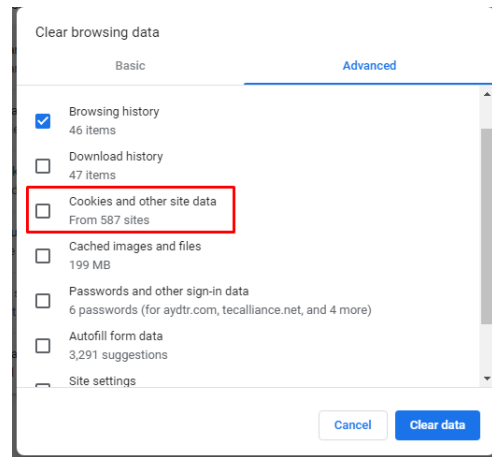 Clear browsing data
Basic
Advanced
Browsing history
46 items
Download history
47 items
Cookies and other site data
From 587 sites
Cached images and files
199 MB
Passwords and other sign-in data
6 passwords (for aydtr.com, tecalliance.net, and 4 more)
Autofill form data
3,291 suggestions
Site settings
Cancel
Clear data